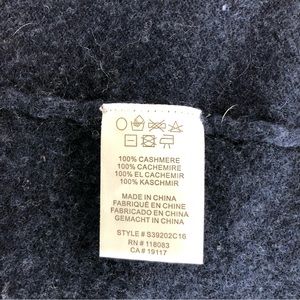 100% CASHMERE
100% CACHEMIRE
100% EL CACHEMIR
100% KASCHMIR
MADE IN CHINA
FABRIQUÉ EN CHINE
FABRICADO EN CHINA
GEMACHT IN CHINA
STYLE # S39202C16
RN # 118083
CA # 19117